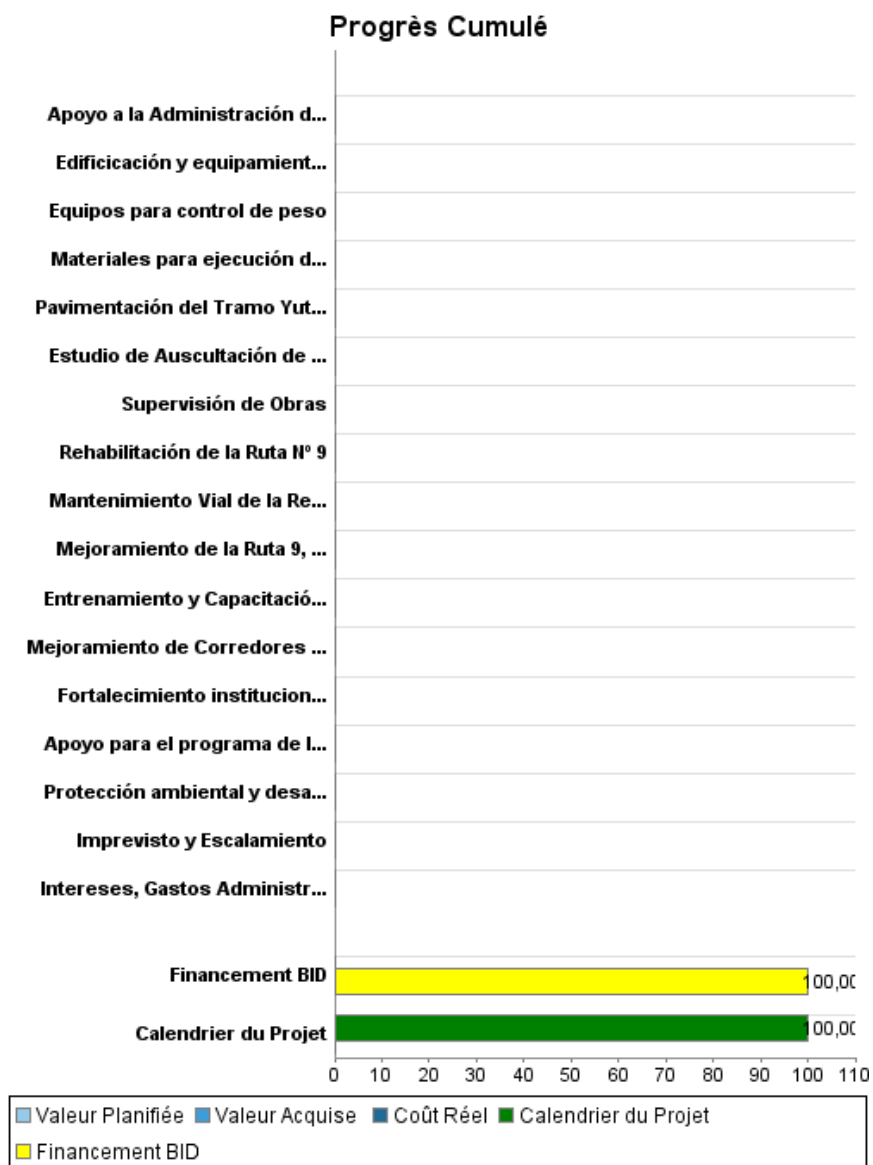 Progrès Cumulé
Apoyo a la Administración d...
Edificicación y equipamient...
Equipos para control de peso
Materiales para ejecución d...
Pavimentación del Tramo Yut...
Estudio de Auscultación de ...
Supervisión de Obras
Rehabilitación de la Ruta Nº 9
Mantenimiento Vial de la Re...
Mejoramiento de la Ruta 9, ...
Entrenamiento y Capacitació...
Mejoramiento de Corredores ...
Fortalecimiento institucion...
Apoyo para el programa de l...
Protección ambiental y desa...
Imprevisto y Escalamiento
Intereses, Gastos Administr...
Financement BID 100,00
Calendrier du Projet 100,00
0 10 20 30 40 50 60 70 80 90 100 110
Valeur Planifiée Valeur Acquise Coût Réel Calendrier du Projet
Financement BID